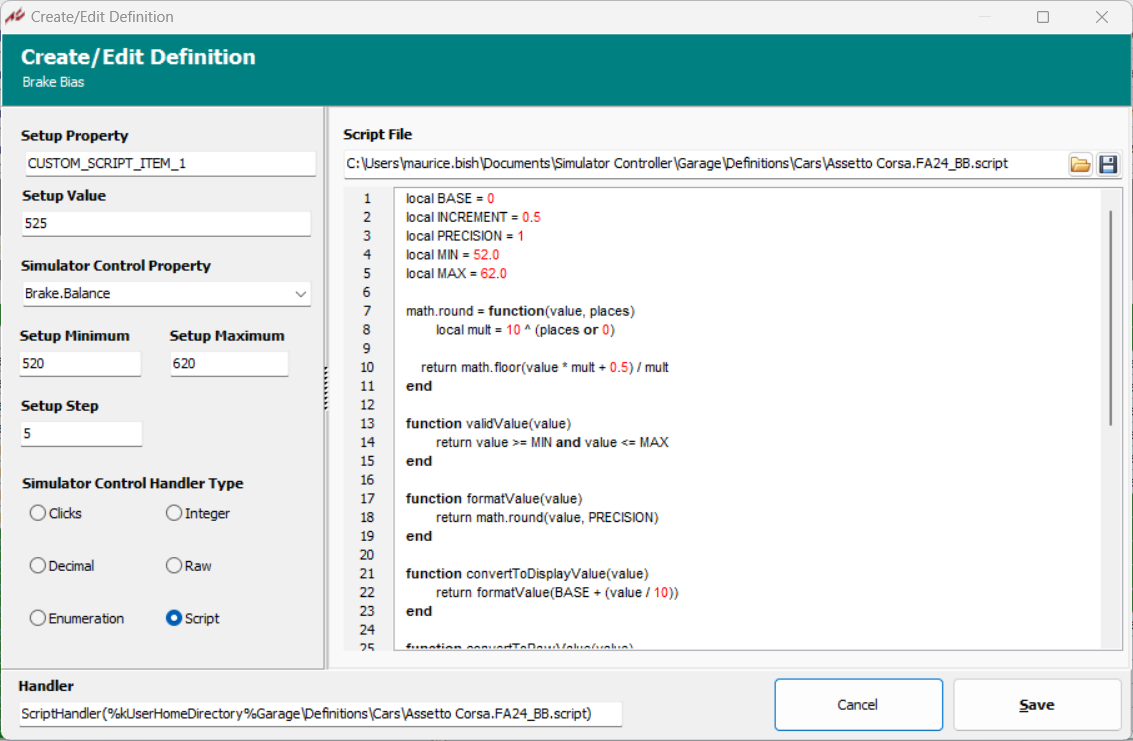 Create/Edit Definition
Create/Edit Definition
Brake Bias
Setup Property
CUSTOM_SCRIPT_ITEM_1
Setup Value
525
Simulator Control Property
Brake.Balance
Setup Minimum Setup Maximum
520 620
Setup Step
5
Simulator Control Handler Type
Clicks Integer
Decimal Raw
Enumeration Script
Script File
C:\Users\maurice.bish\Documents\Simulator Controller\Garage\Definitions\Cars\Assetto Corsa.FA24_BB.script
1 local BASE = 0
2 local INCREMENT = 0.5
3 local PRECISION = 1
4 local MIN = 52.0
5 local MAX = 62.0
6
7 math.round = function(value, places)
8 local mult = 10 ^ (places or 0)
9
10 return math.floor(value * mult + 0.5) / mult
11 end
12
13 function validValue(value)
14 return value >= MIN and value <= MAX
15 end
16
17 function formatValue(value)
18 return math.round(value, PRECISION)
19 end
20
21 function convertToDisplayValue(value)
22 return formatValue(BASE + (value / 10))
23 end
24
25 function convertToRawValue(value)
Handler
ScriptHandler(%kUserHomeDirectory%Garage\Definitions\Cars\Assetto Corsa.FA24_BB.script)
Cancel Save